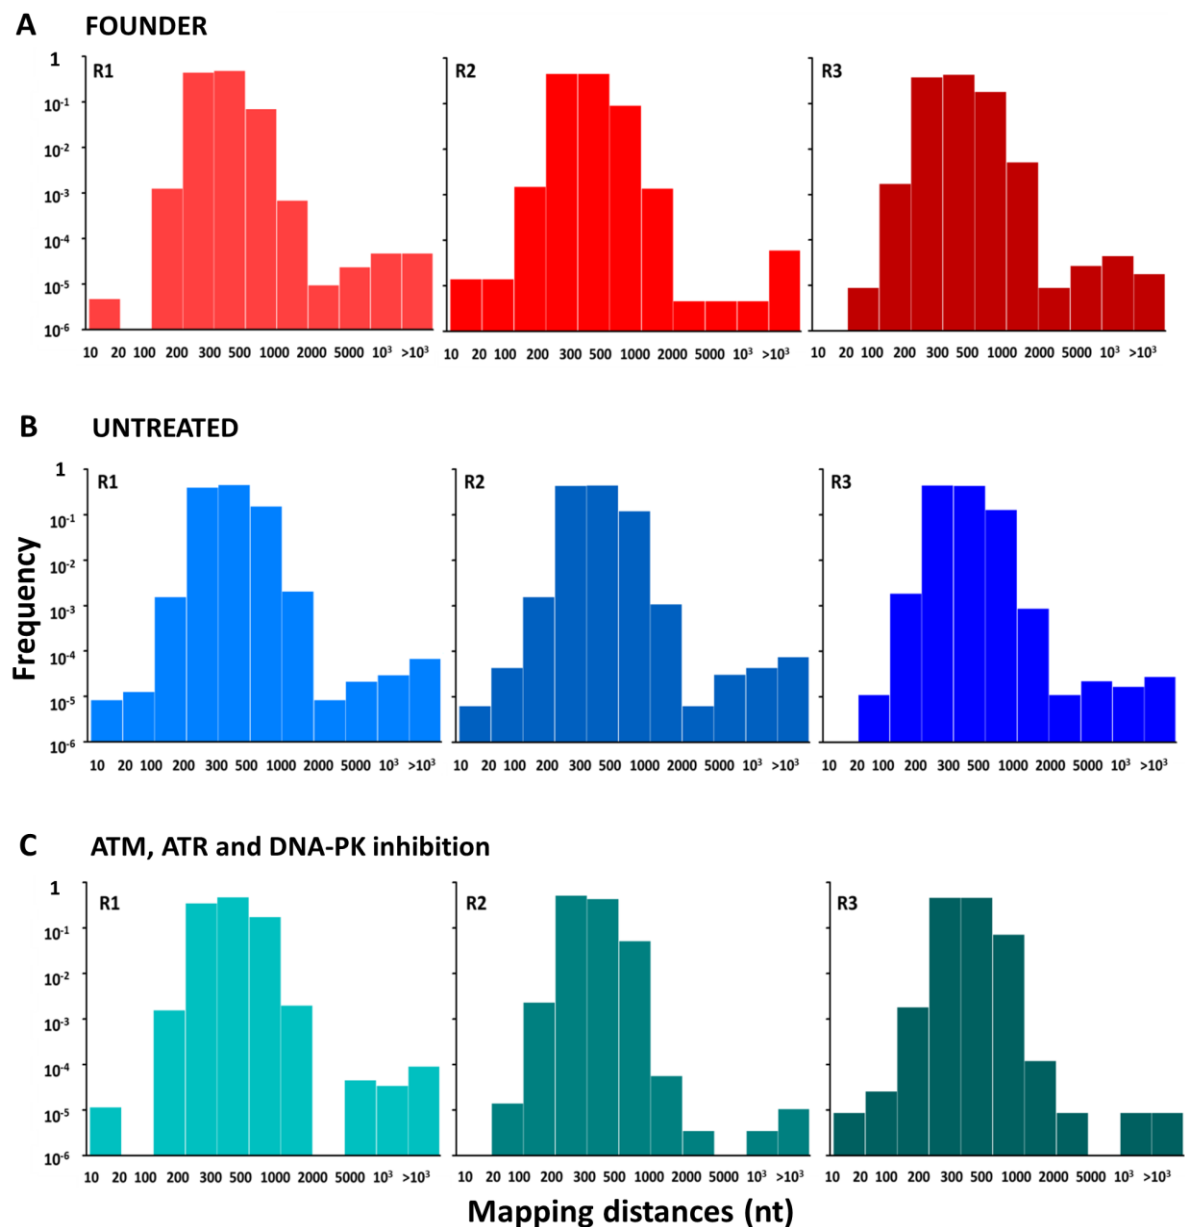 A FOUNDER
R1 R2 R3
1
10-1
10-2
10-3
10-4
10-5
10-6
10 20 100 200 300 500 1000 2000 5000 10³ >10³
10 20 100 200 300 500 1000 2000 5000 10³ >10³
10 20 100 200 300 500 1000 2000 5000 10³ >10³
B UNTREATED
R1 R2 R3
Frequency
1
10-1
10-2
10-3
10-4
10-5
10-6
10 20 100 200 300 500 1000 2000 5000 10³ >10³
10 20 100 200 300 500 1000 2000 5000 10³ >10³
10 20 100 200 300 500 1000 2000 5000 10³ >10³
C ATM, ATR and DNA-PK inhibition
R1 R2 R3
1
10-1
10-2
10-3
10-4
10-5
10-6
10 20 100 200 300 500 1000 2000 5000 10³ >10³
10 20 100 200 300 500 1000 2000 5000 10³ >10³
10 20 100 200 300 500 1000 2000 5000 10³ >10³
Mapping distances (nt)